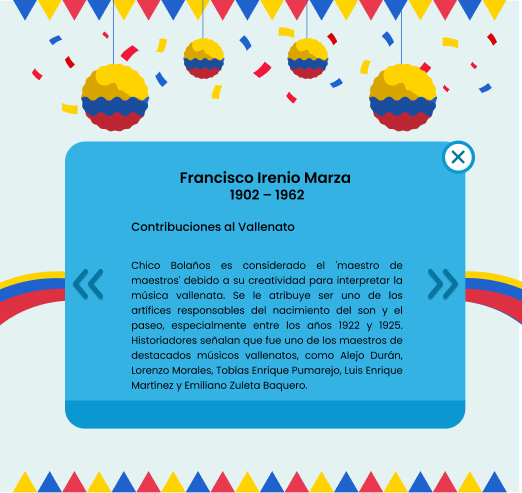 Francisco Irenio Marza
1902 – 1962
Contribuciones al Vallenato
Chico Bolaños es considerado el 'maestro de
maestros' debido a su creatividad para interpretar la
música vallenata. Se le atribuye ser uno de los
artífices responsables del nacimiento del son y el
paseo, especialmente entre los años 1922 y 1925.
Historiadores señalan que fue uno de los maestros de
destacados músicos vallenatos, como Alejo Durán,
Lorenzo Morales, Tobías Enrique Pumarejo, Luis Enrique
Martínez y Emiliano Zuleta Baquero.